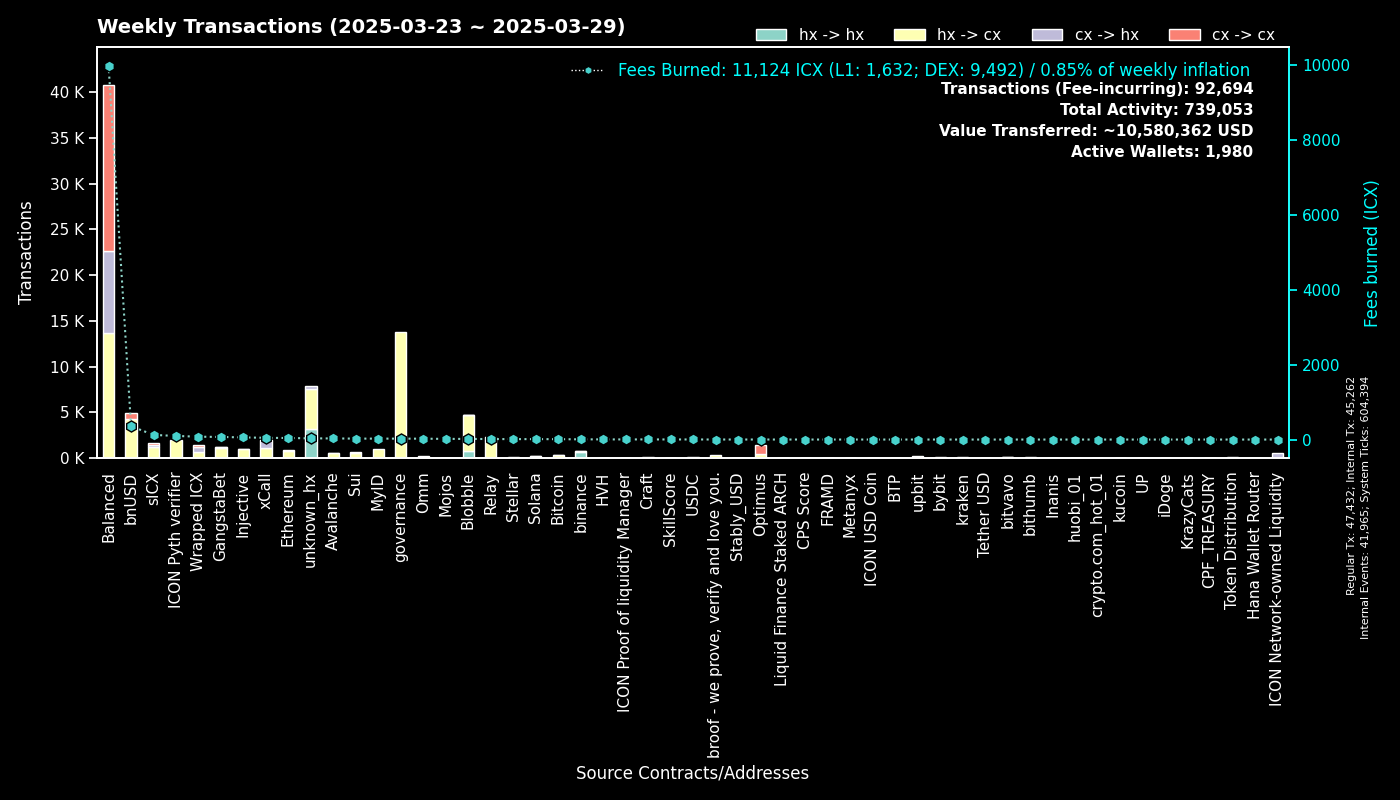 Weekly Transactions (2025-03-23 ~ 2025-03-29)
hx -> hx
hx -> cx
cx -> hx
cx -> cx
Fees Burned: 11,124 ICX (L1: 1,632; DEX: 9,492) / 0.85% of weekly inflation
Transactions (Fee-incurring): 92,694
Total Activity: 739,053
Value Transferred: ~10,580,362 USD
Active Wallets: 1,980
Transactions
40 K
35 K
30 K
25 K
20 K
15 K
10 K
5 K
0 K
10000
8000
6000
4000
2000
0
Fees burned (ICX)
Regular Tx: 47,432; Internal Tx: 45,262
Internal Events: 41,965; System Ticks: 604,394
Balanced
bnUSD
sICX
ICON Pyth verifier
Wrapped ICX
GangstaBet
Injective
xCall
Ethereum
unknown_hx
Avalanche
Sui
MyID
governance
Omm
Mojos
Blobble
Relay
Stellar
Solana
Bitcoin
binance
HVH
ICON Proof of liquidity Manager
Craft
SkillScore
USDC
broof - we prove, verify and love you.
Stably_USD
Optimus
Liquid Finance Staked ARCH
CPS Score
FRAMD
Metanyx
ICON USD Coin
BTP
upbit
bybit
kraken
Tether USD
bitvavo
bithumb
Inanis
huobi_01
crypto.com_hot_01
kucoin
UP
iDoge
KrazyCats
CPF_TREASURY
Token Distribution
Hana Wallet Router
ICON Network-owned Liquidity
Source Contracts/Addresses